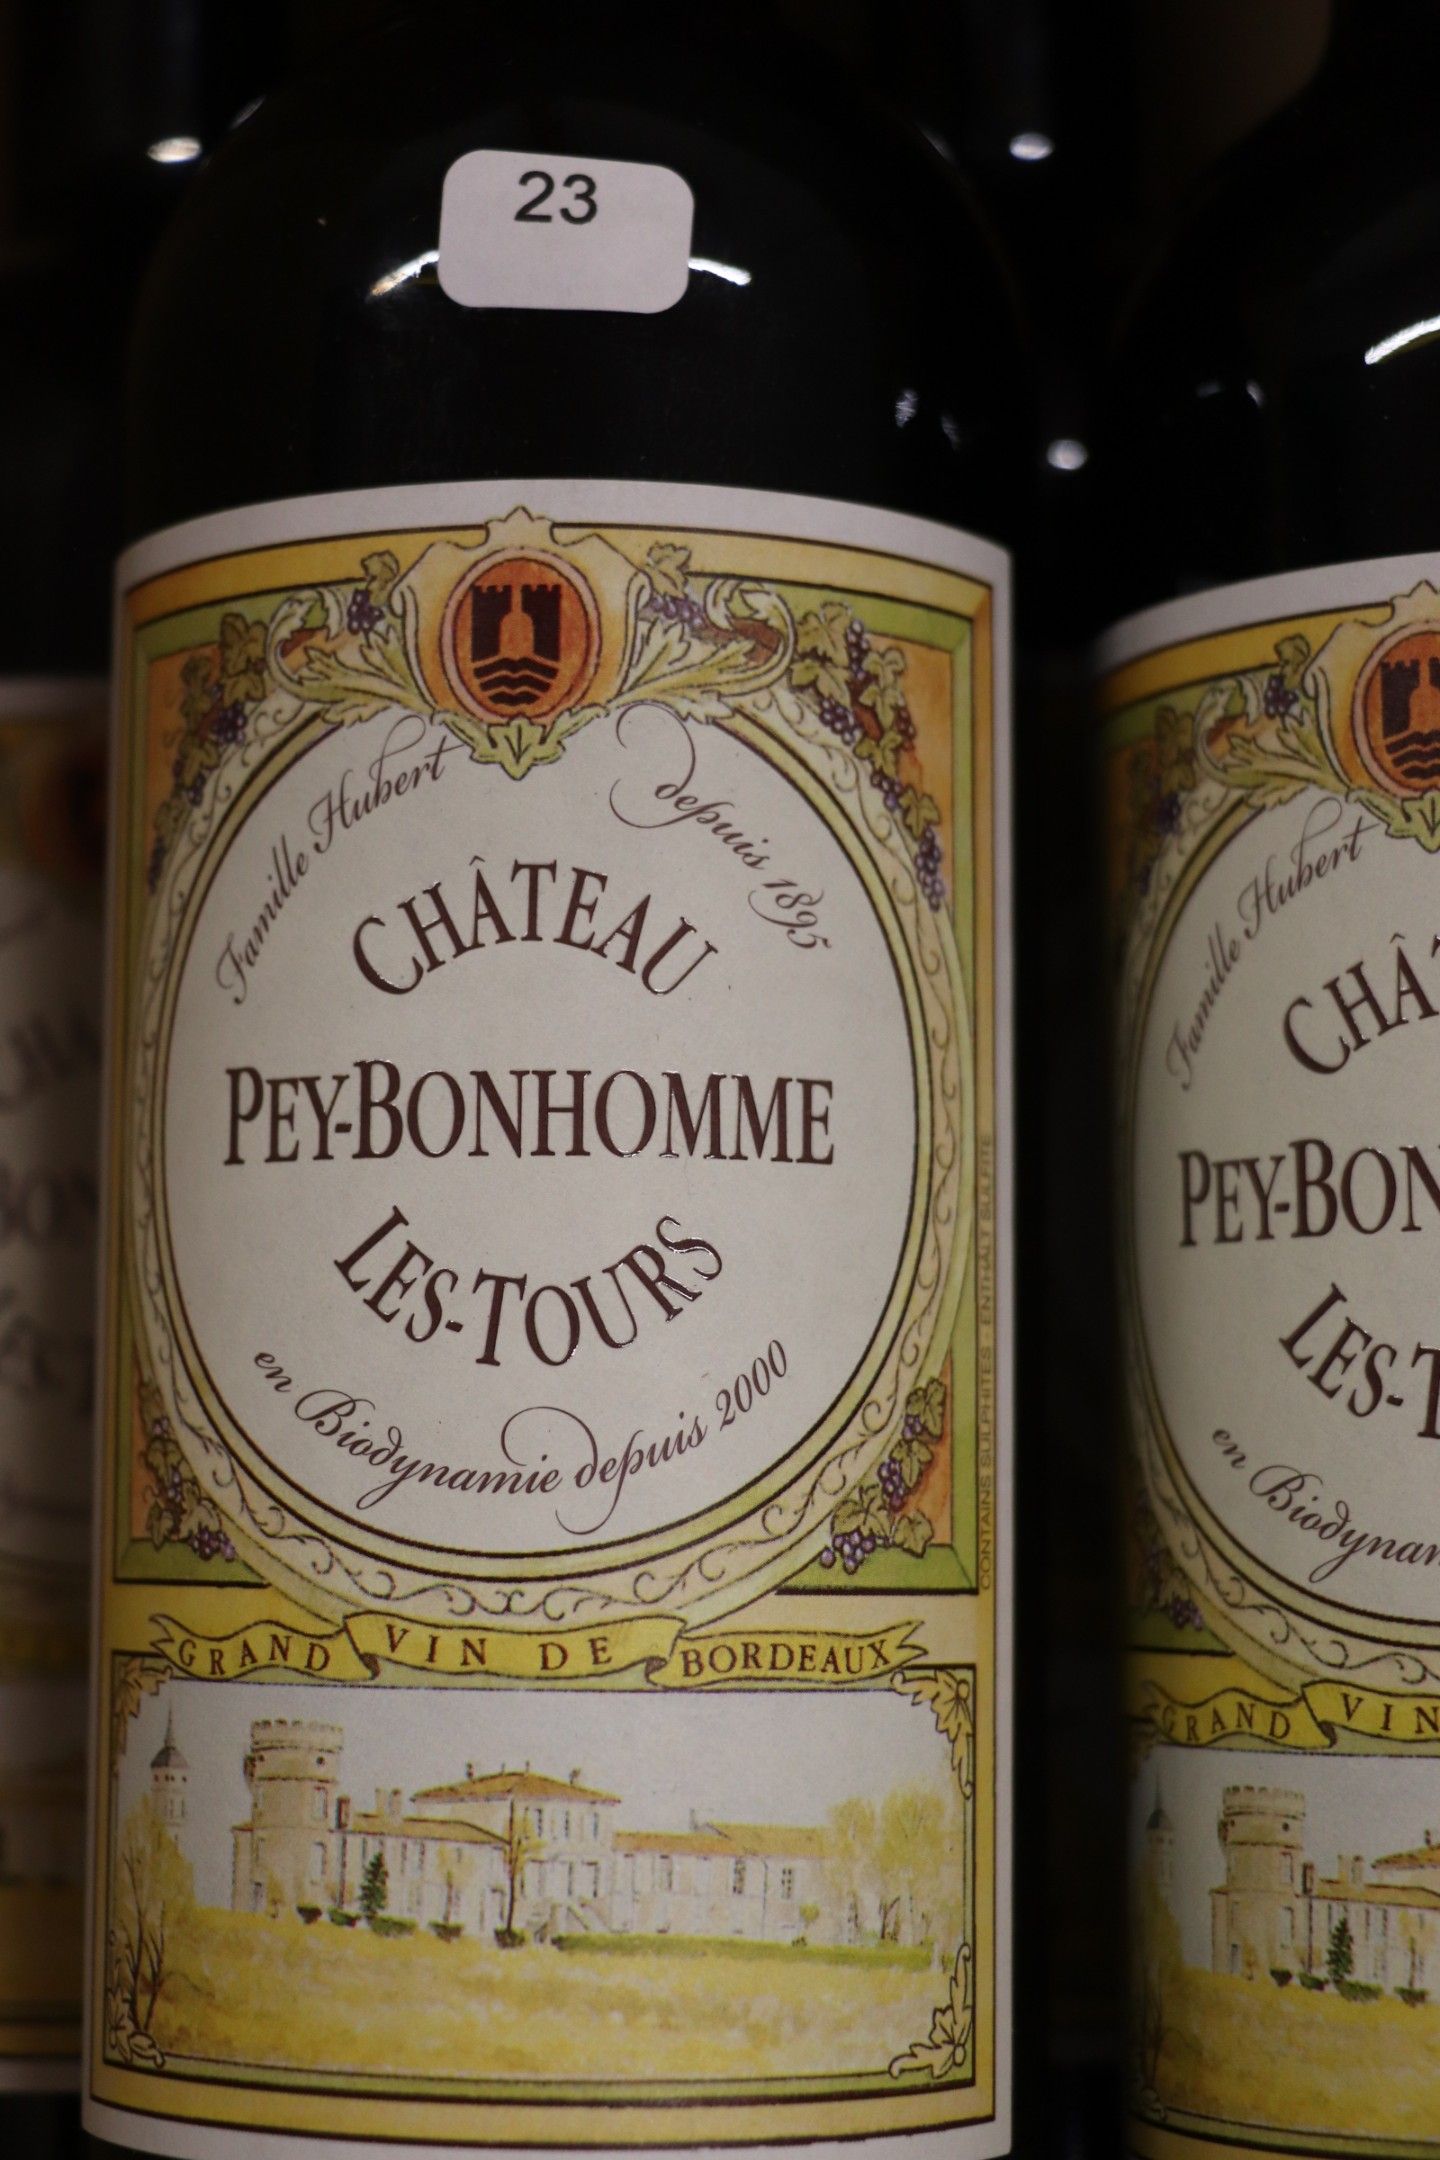 23
Famille Hubert
depuis 1895
CHÂTEAU
PEY-BONHOMME
LES-TOURS
en Biodynamie depuis 2000
CONTAINS SULPHITES - ENTHÄLT SULFITE
GRAND VIN DE BORDEAUX
Famille Hubert
PEY-BON
en Biodynam
GRAND VIN